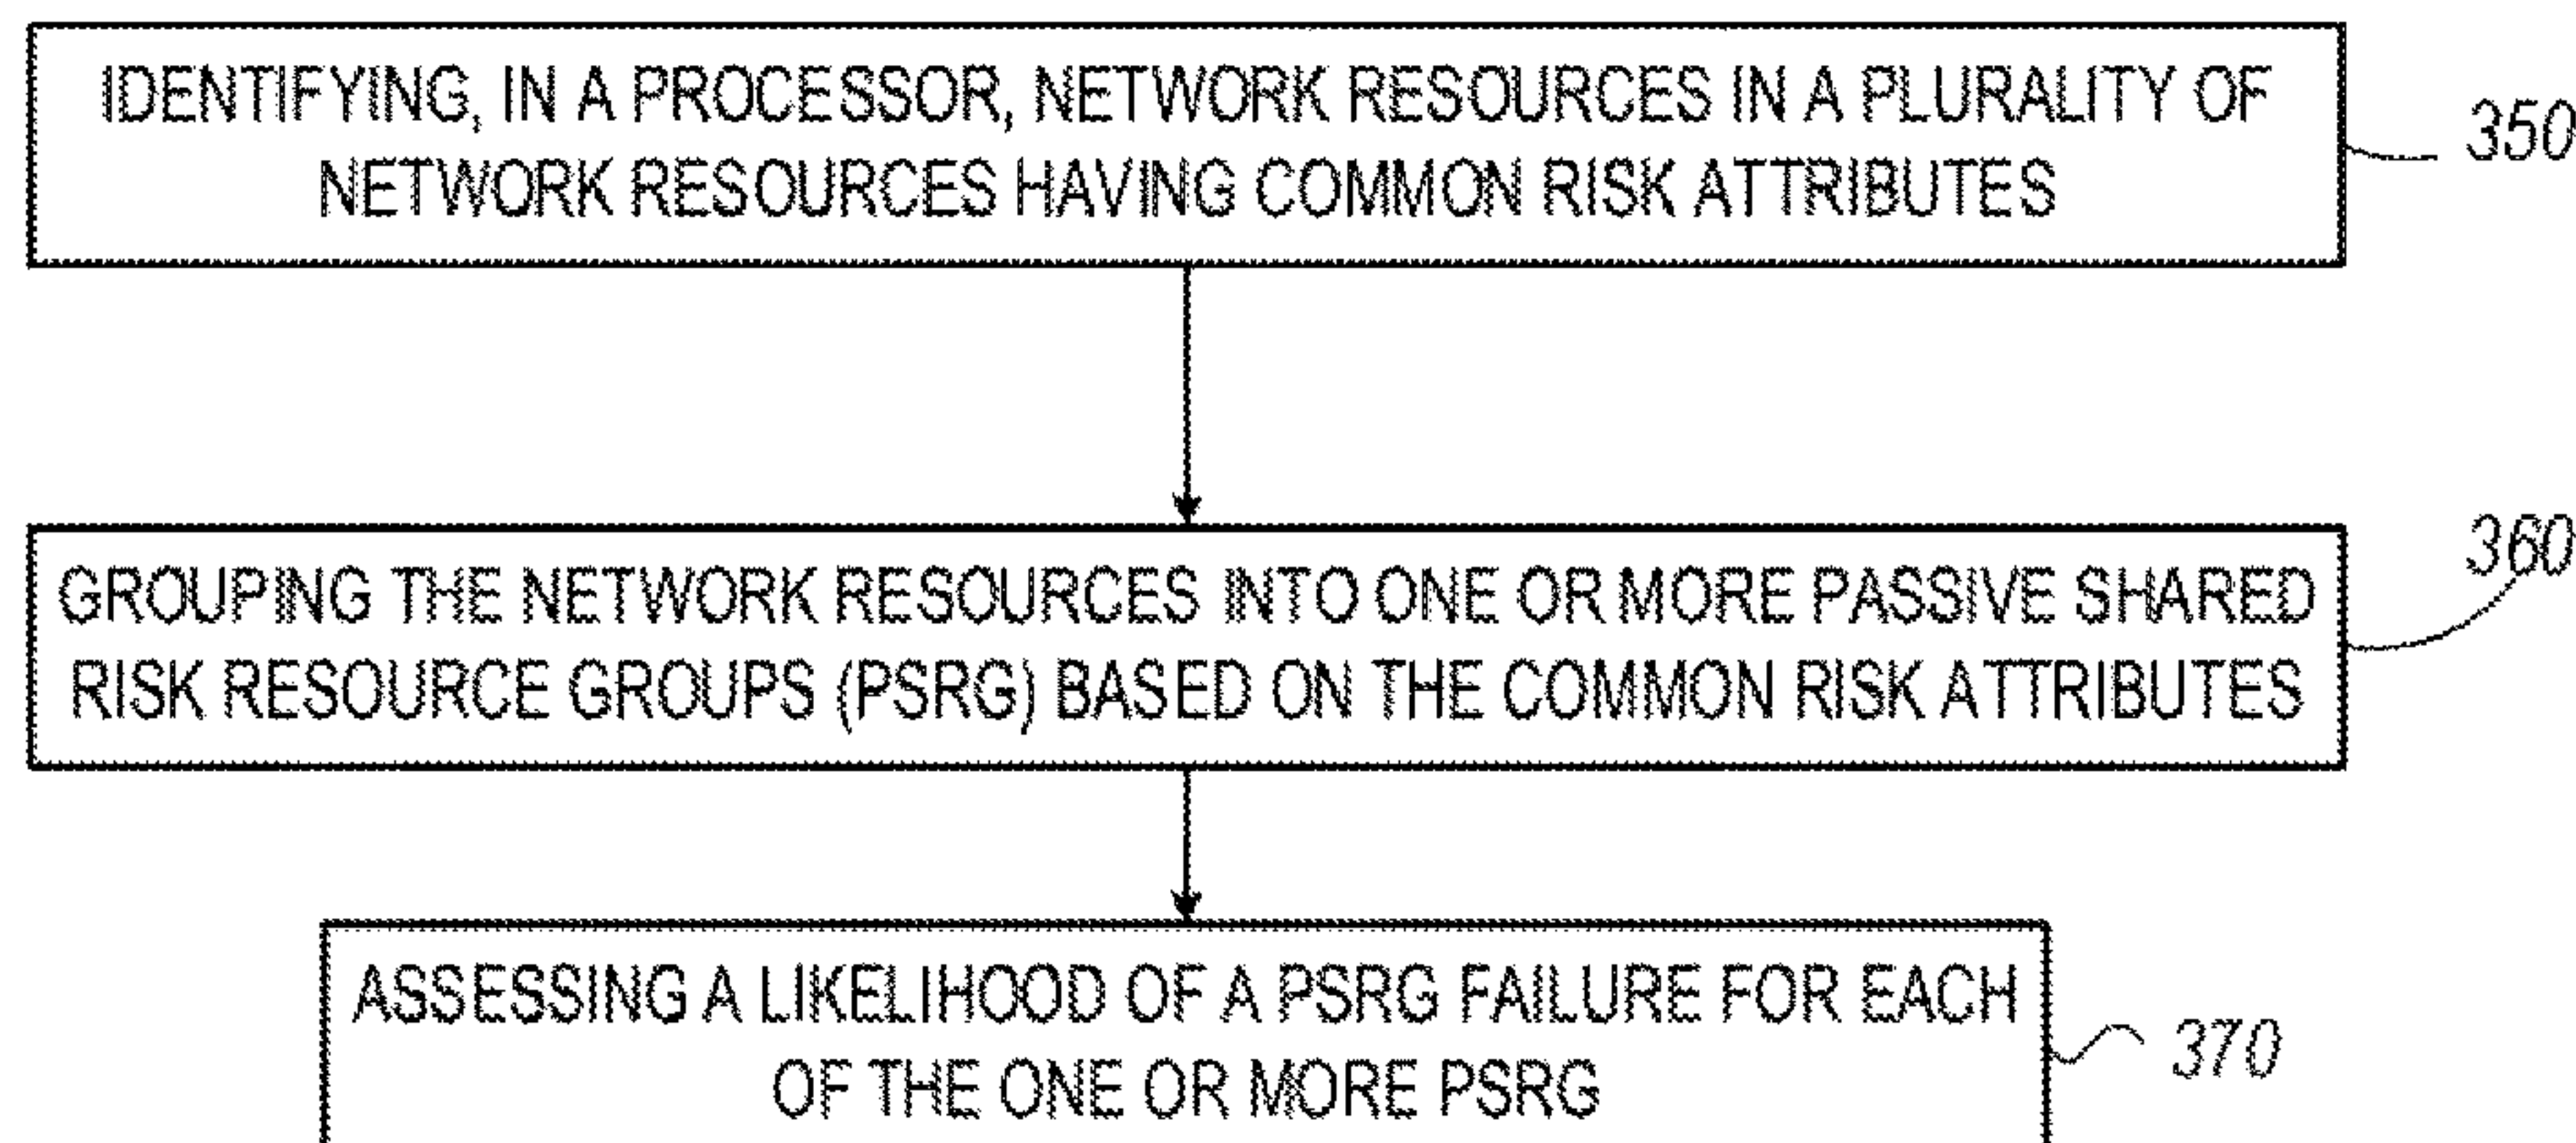 IDENTIFYING, IN A PROCESSOR, NETWORK RESOURCES IN A PLURALITY OF
NETWORK RESOURCES HAVING COMMON RISK ATTRIBUTES
350
GROUPING THE NETWORK RESOURCES INTO ONE OR MORE PASSIVE SHARED
RISK RESOURCE GROUPS (PSRG) BASED ON THE COMMON RISK ATTRIBUTES
360
ASSESSING A LIKELIHOOD OF A PSRG FAILURE FOR EACH
OF THE ONE OR MORE PSRG
370